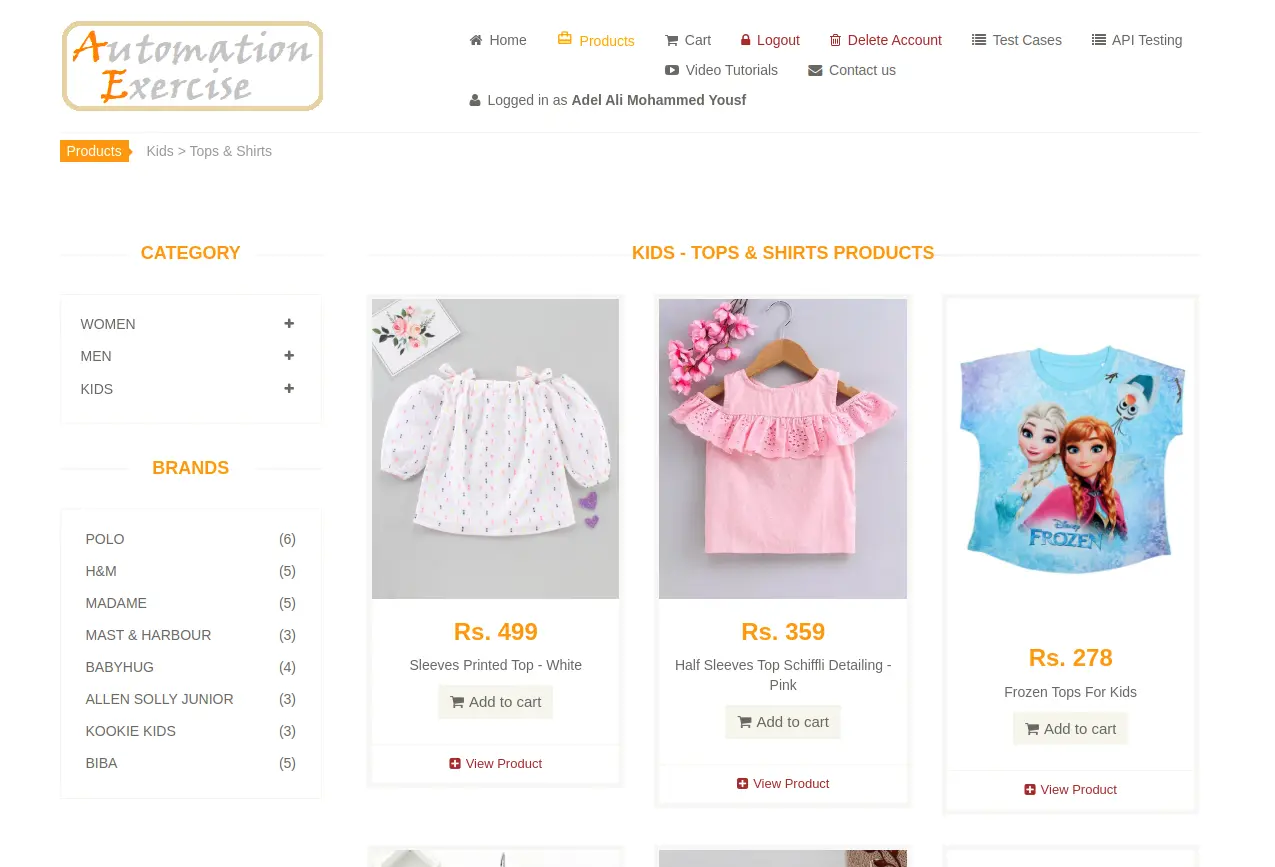 Automation
Exercise
Home
Products
Cart
Logout
Delete Account
Test Cases
API Testing
Video Tutorials
Contact us
Logged in as Adel Ali Mohammed Yousf
Products
Kids > Tops & Shirts
CATEGORY
WOMEN
MEN
KIDS
BRANDS
POLO (6)
H&M (5)
MADAME (5)
MAST & HARBOUR (3)
BABYHUG (4)
ALLEN SOLLY JUNIOR (3)
KOOKIE KIDS (3)
BIBA (5)
KIDS - TOPS & SHIRTS PRODUCTS
Rs. 499
Sleeves Printed Top - White
Add to cart
View Product
Rs. 359
Half Sleeves Top Schiffli Detailing -
Pink
Add to cart
View Product
Disney
FROZEN
Rs. 278
Frozen Tops For Kids
Add to cart
View Product